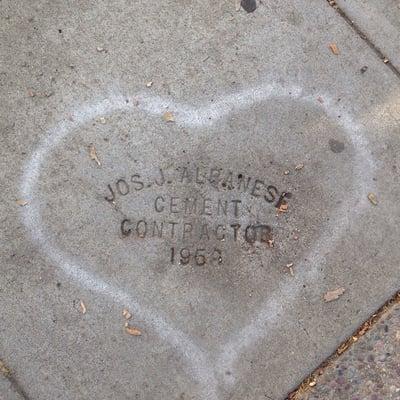 JOS. J. ALBANESE
CEMENT
CONTRACTOR